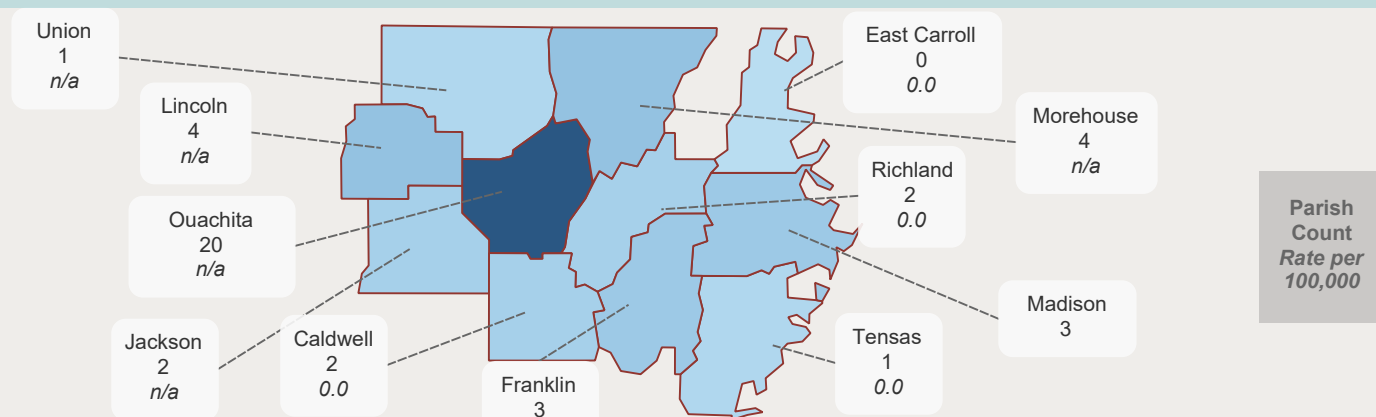 Union
1
n/a
East Carroll
0
0.0
Lincoln
4
n/a
Morehouse
4
n/a
Richland
2
0.0
Ouachita
20
n/a
Parish
Count
Rate per
100,000
Madison
3
Jackson
2
n/a
Caldwell
2
0.0
Tensas
1
0.0
Franklin
3